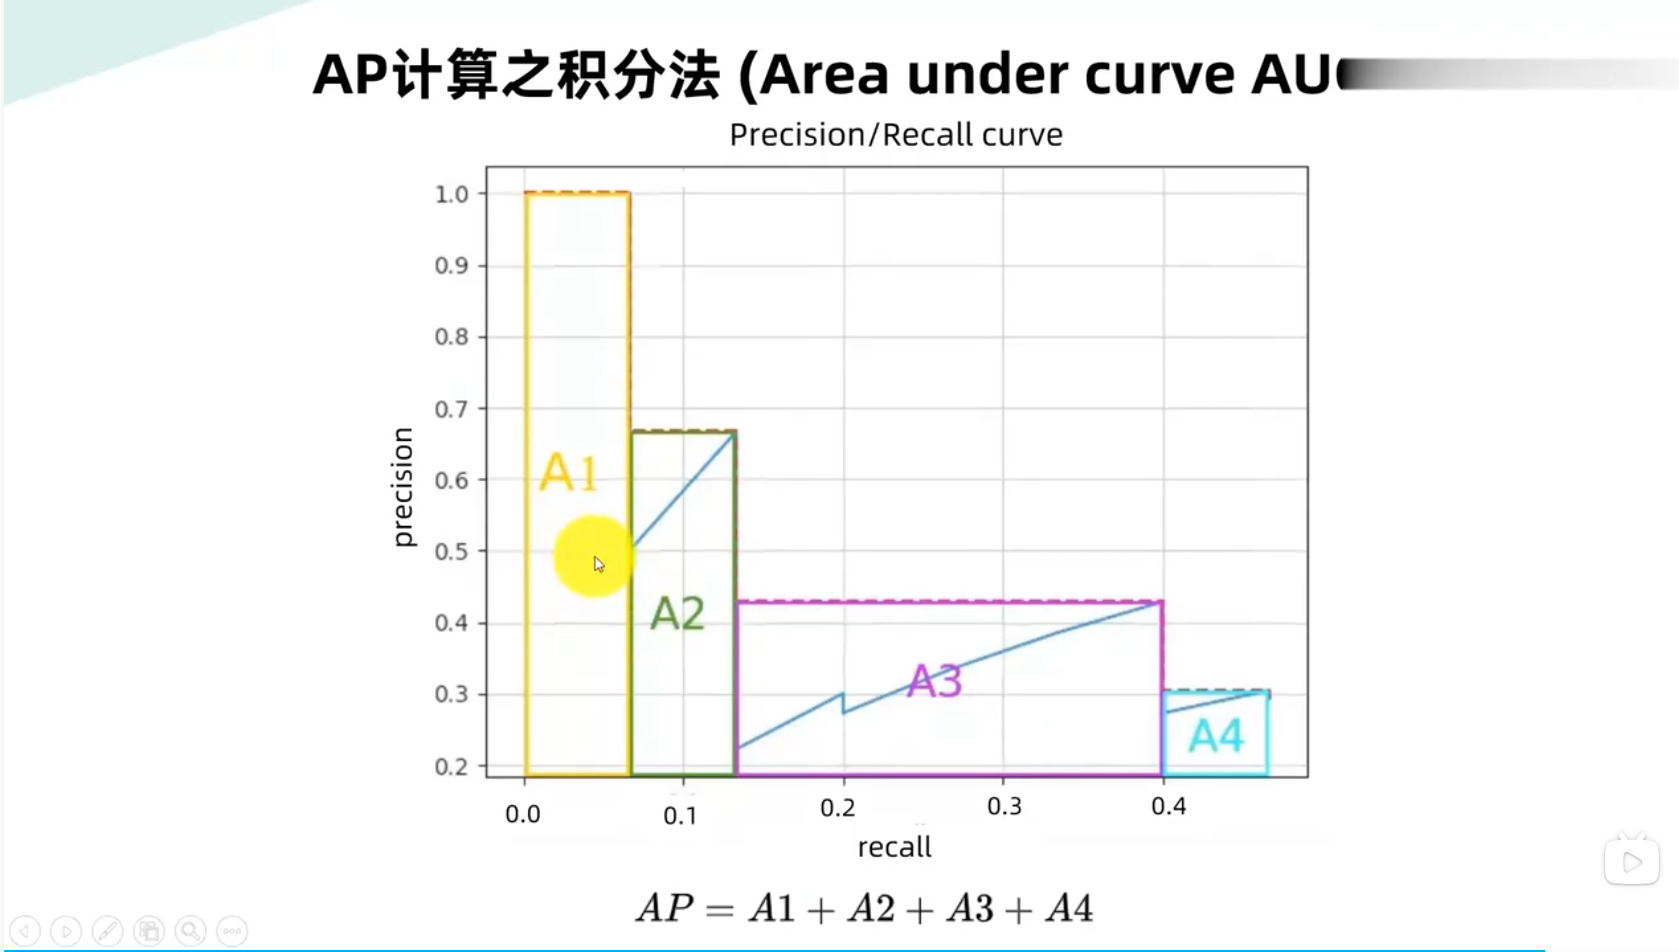 AP计算之积分法 (Area under curve AU
Precision/Recall curve
1.0
0.9
0.8
0.7
0.6
0.5
0.4
0.3
0.2
precision
A1
A2
A3
A4
0.0 0.1 0.2 0.3 0.4
recall
AP = A1 + A2 + A3 + A4